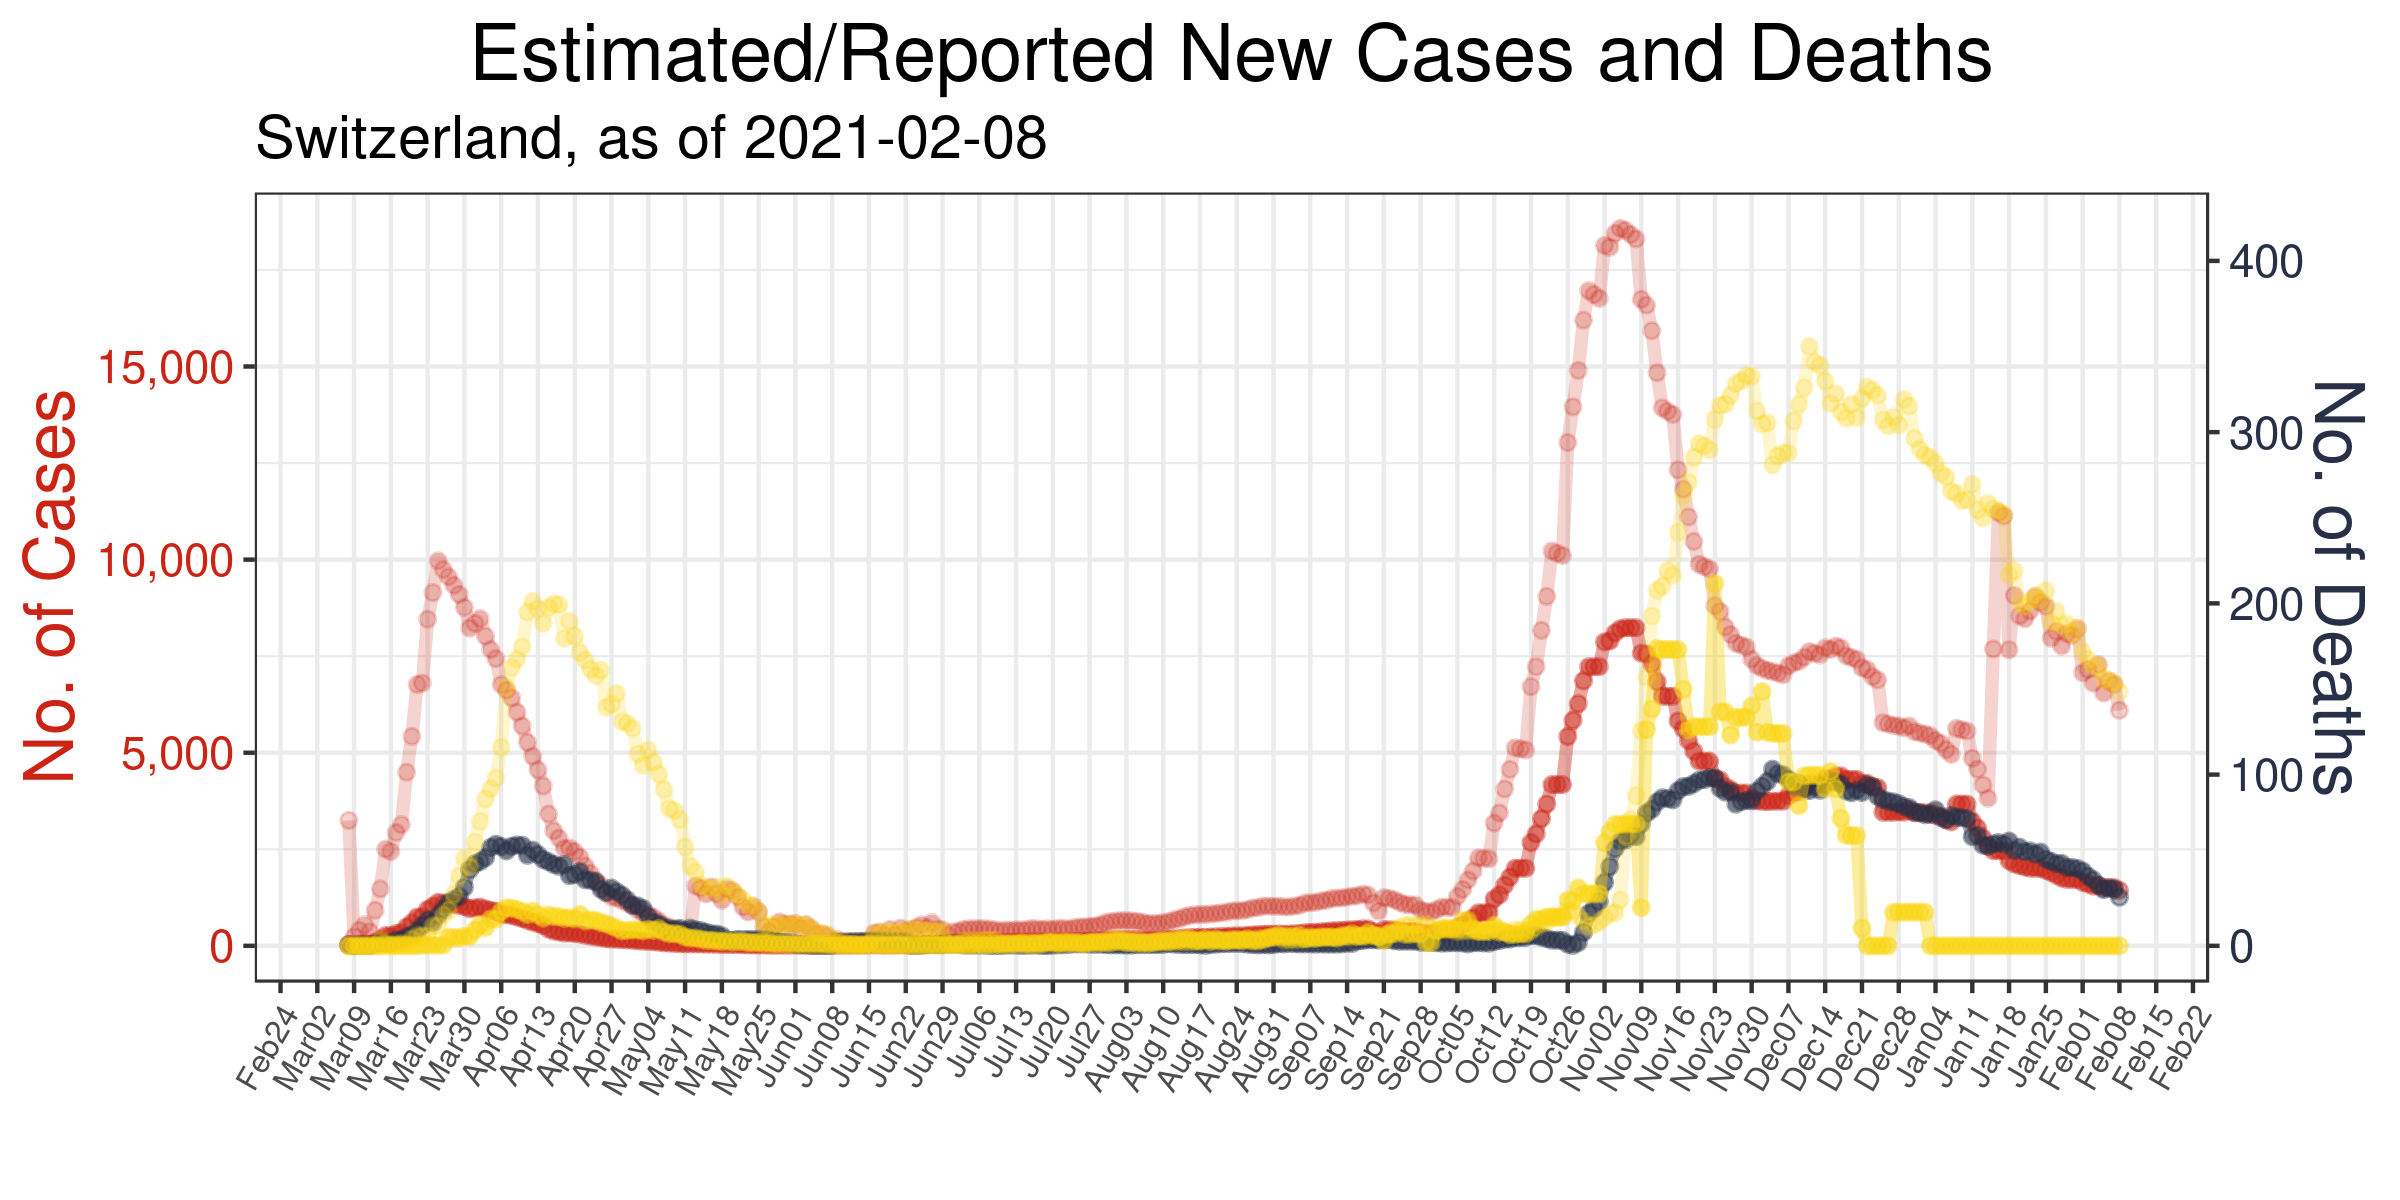 Estimated/Reported New Cases and Deaths
Switzerland, as of 2021-02-08
No. of Cases
15,000
10,000
5,000
0
400
300
200
100
0
No. of Deaths
Feb24
Mar02
Mar09
Mar16
Mar23
Mar30
Apr06
Apr13
Apr20
Apr27
May04
May11
May18
May25
Jun01
Jun08
Jun15
Jun22
Jun29
Jul06
Jul13
Jul20
Jul27
Aug03
Aug10
Aug17
Aug24
Aug31
Sep07
Sep14
Sep21
Sep28
Oct05
Oct12
Oct19
Oct26
Nov02
Nov09
Nov16
Nov23
Nov30
Dec07
Dec14
Dec21
Dec28
Jan04
Jan11
Jan18
Jan25
Feb01
Feb08
Feb15
Feb22